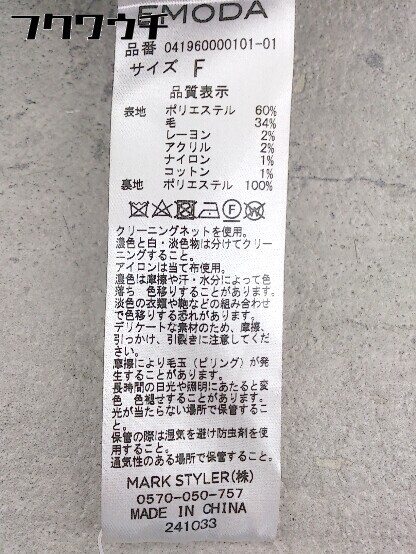 フクウクウチ
EMODA
品番 041960000101-01
サイズ F
品質表示
表地 ポリエステル 60%
毛 34%
レーヨン 2%
アクリル 2%
ナイロン 1%
コットン 1%
裏地 ポリエステル 100%
クリーニングネットを使用。
濃色と白・淡色物は分けてクリー
ニングすること。
アイロンは当て布使用。
濃色は摩擦や汗・水分によって色
落ち 色移りすることがあります。
淡色の衣類や鞄などの組み合わせ
で色移りする恐れがあります。
デリケートな素材のため、摩擦、
引っかけ、引裂きに注意してくだ
さい。
摩擦により毛玉（ピリング）が発
生することがあります。
長時間の日光や照明にあたると変
色 色褪せすることがあります。
光が当たらない場所で保管するこ
と。
保管の際は湿気を避け防虫剤を使
用すること。
通気性のある場所で保管すること。
MARK STYLER(株)
0570-050-757
MADE IN CHINA
241033